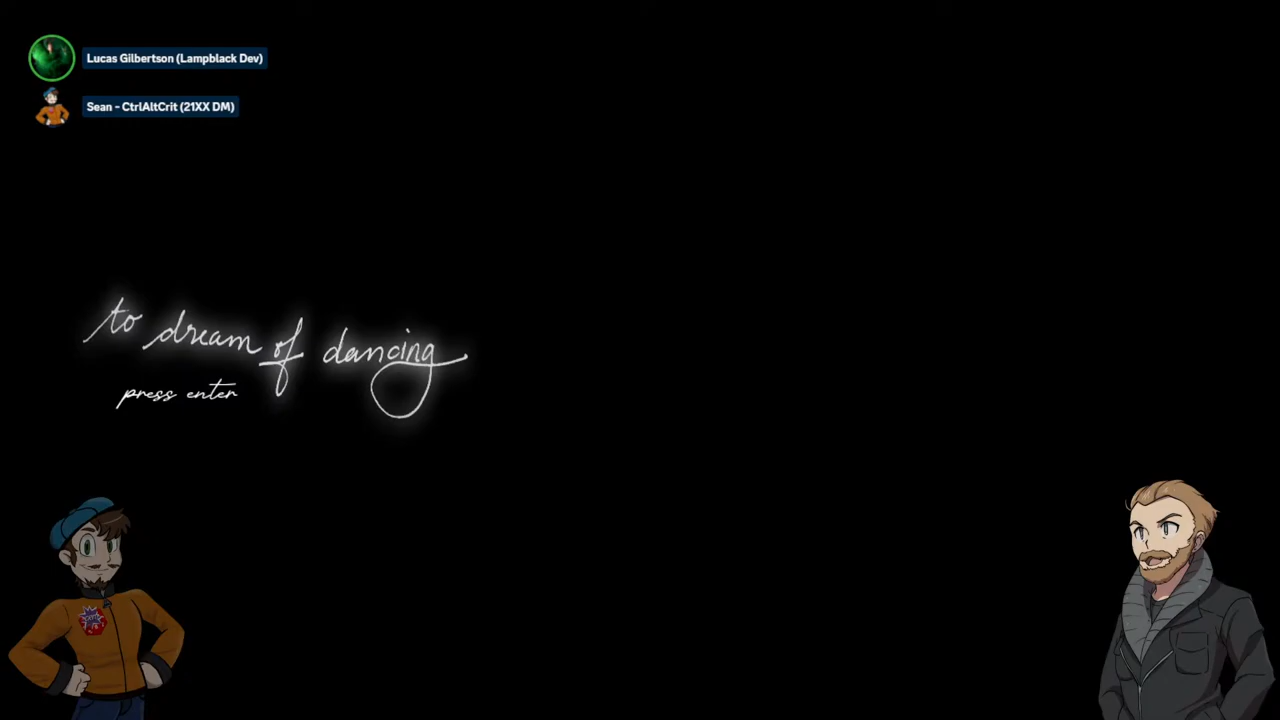 Lucas Gilbertson (Lampblack Dev)
Sean - CtrlAltCrit (21XX DM)
to dream of dancing
press enter